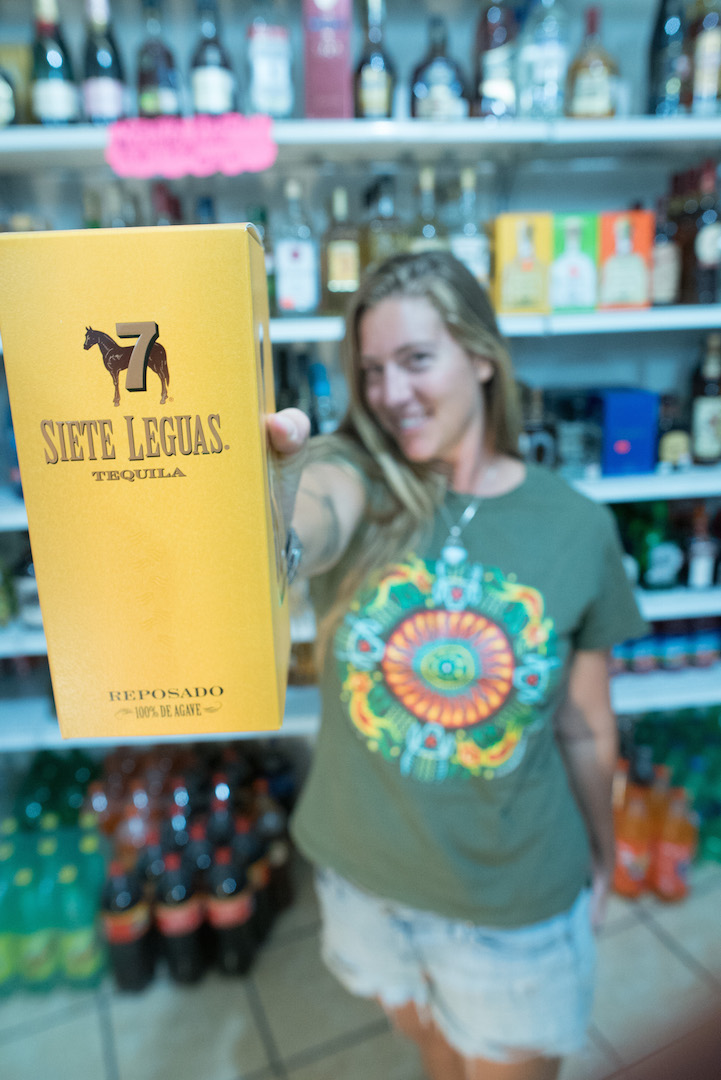 7
SIETE LEGUAS.
TEQUILA
REPOSADO
100% DE AGAVE